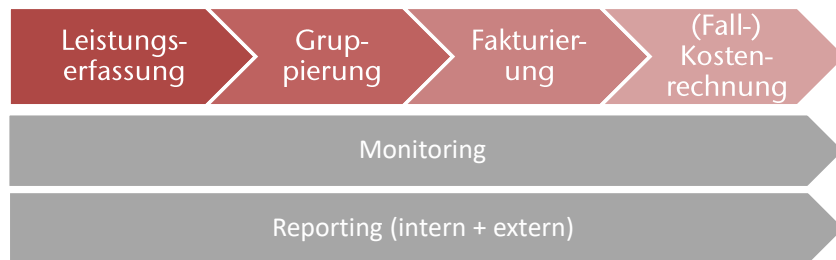 Leistungs-
erfassung
Grup-
pierung
Fakturier-
ung
(Fall-)
Kosten-
rechnung
Monitoring
Reporting (intern + extern)